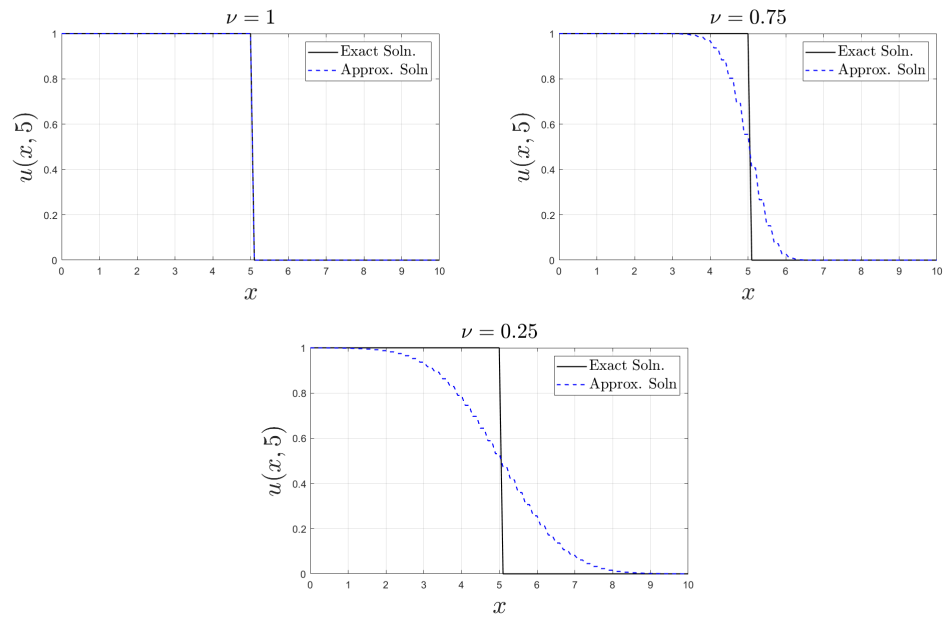 ν = 1
1
0.8
0.6
0.4
0.2
0
u(x, 5)
Exact Soln.
Approx. Soln
0 1 2 3 4 5 6 7 8 9 10
x
ν = 0.75
1
0.8
0.6
0.4
0.2
0
u(x, 5)
Exact Soln.
Approx. Soln
0 1 2 3 4 5 6 7 8 9 10
x
ν = 0.25
1
0.8
0.6
0.4
0.2
0
u(x, 5)
Exact Soln.
Approx. Soln
0 1 2 3 4 5 6 7 8 9 10
x